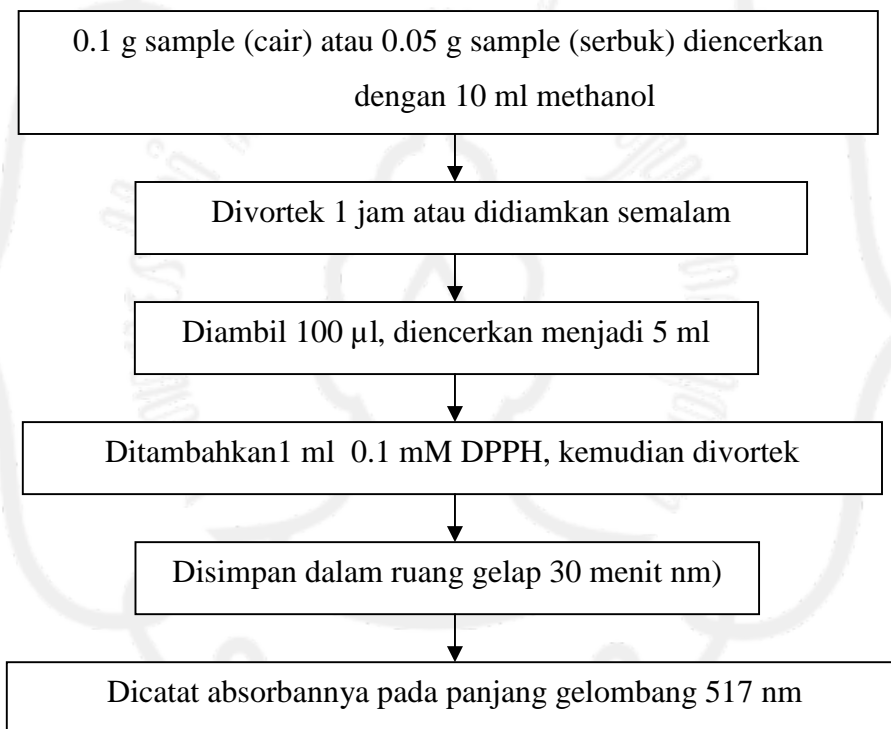 0.1 g sample (cair) atau 0.05 g sample (serbuk) diencerkan
dengan 10 ml methanol
Divortek 1 jam atau didiamkan semalam
Diambil 100 µl, diencerkan menjadi 5 ml
Ditambahkan1 ml 0.1 mM DPPH, kemudian divortek
Disimpan dalam ruang gelap 30 menit nm)
Dicatat absorbannya pada panjang gelombang 517 nm